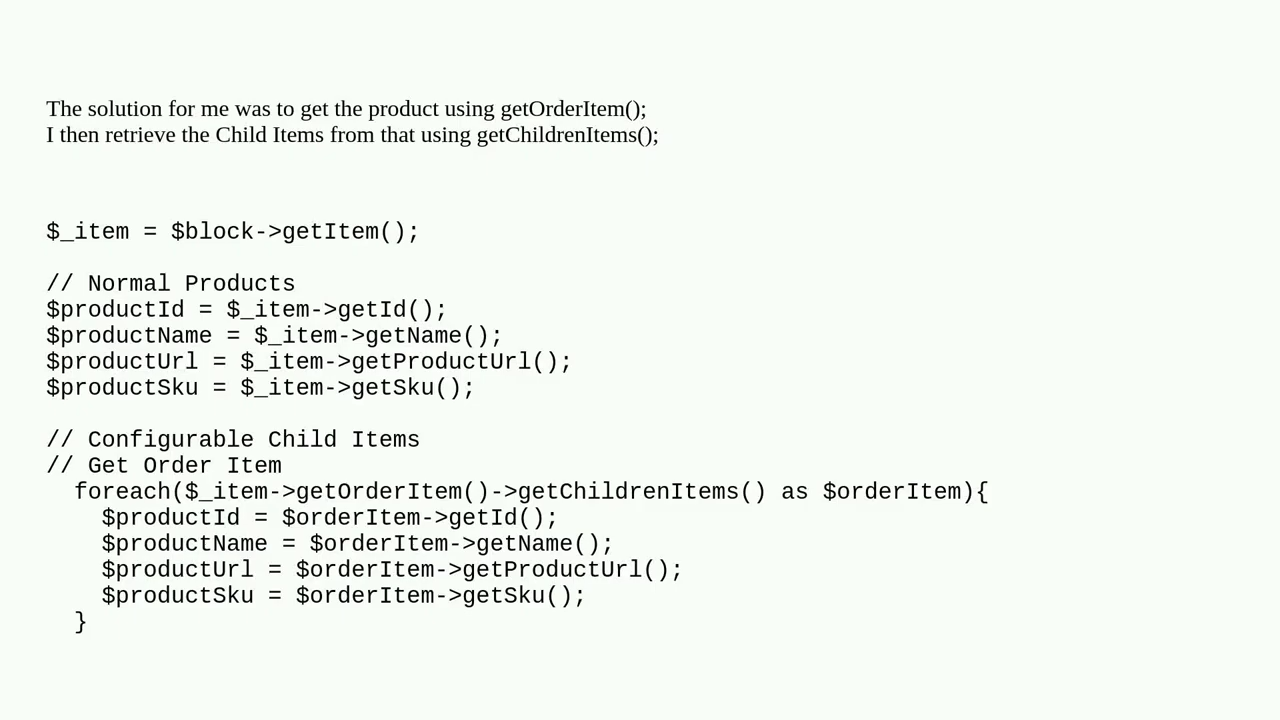 The solution for me was to get the product using getOrderItem();
I then retrieve the Child Items from that using getChildrenItems();
$_item = $block->getItem();
// Normal Products
$productId = $_item->getId();
$productName = $_item->getName();
$productUrl = $_item->getProductUrl();
$productSku = $_item->getSku();
// Configurable Child Items
// Get Order Item
foreach($_item->getOrderItem()->getChildrenItems() as $orderItem){
$productId = $orderItem->getId();
$productName = $orderItem->getName();
$productUrl = $orderItem->getProductUrl();
$productSku = $orderItem->getSku();
}